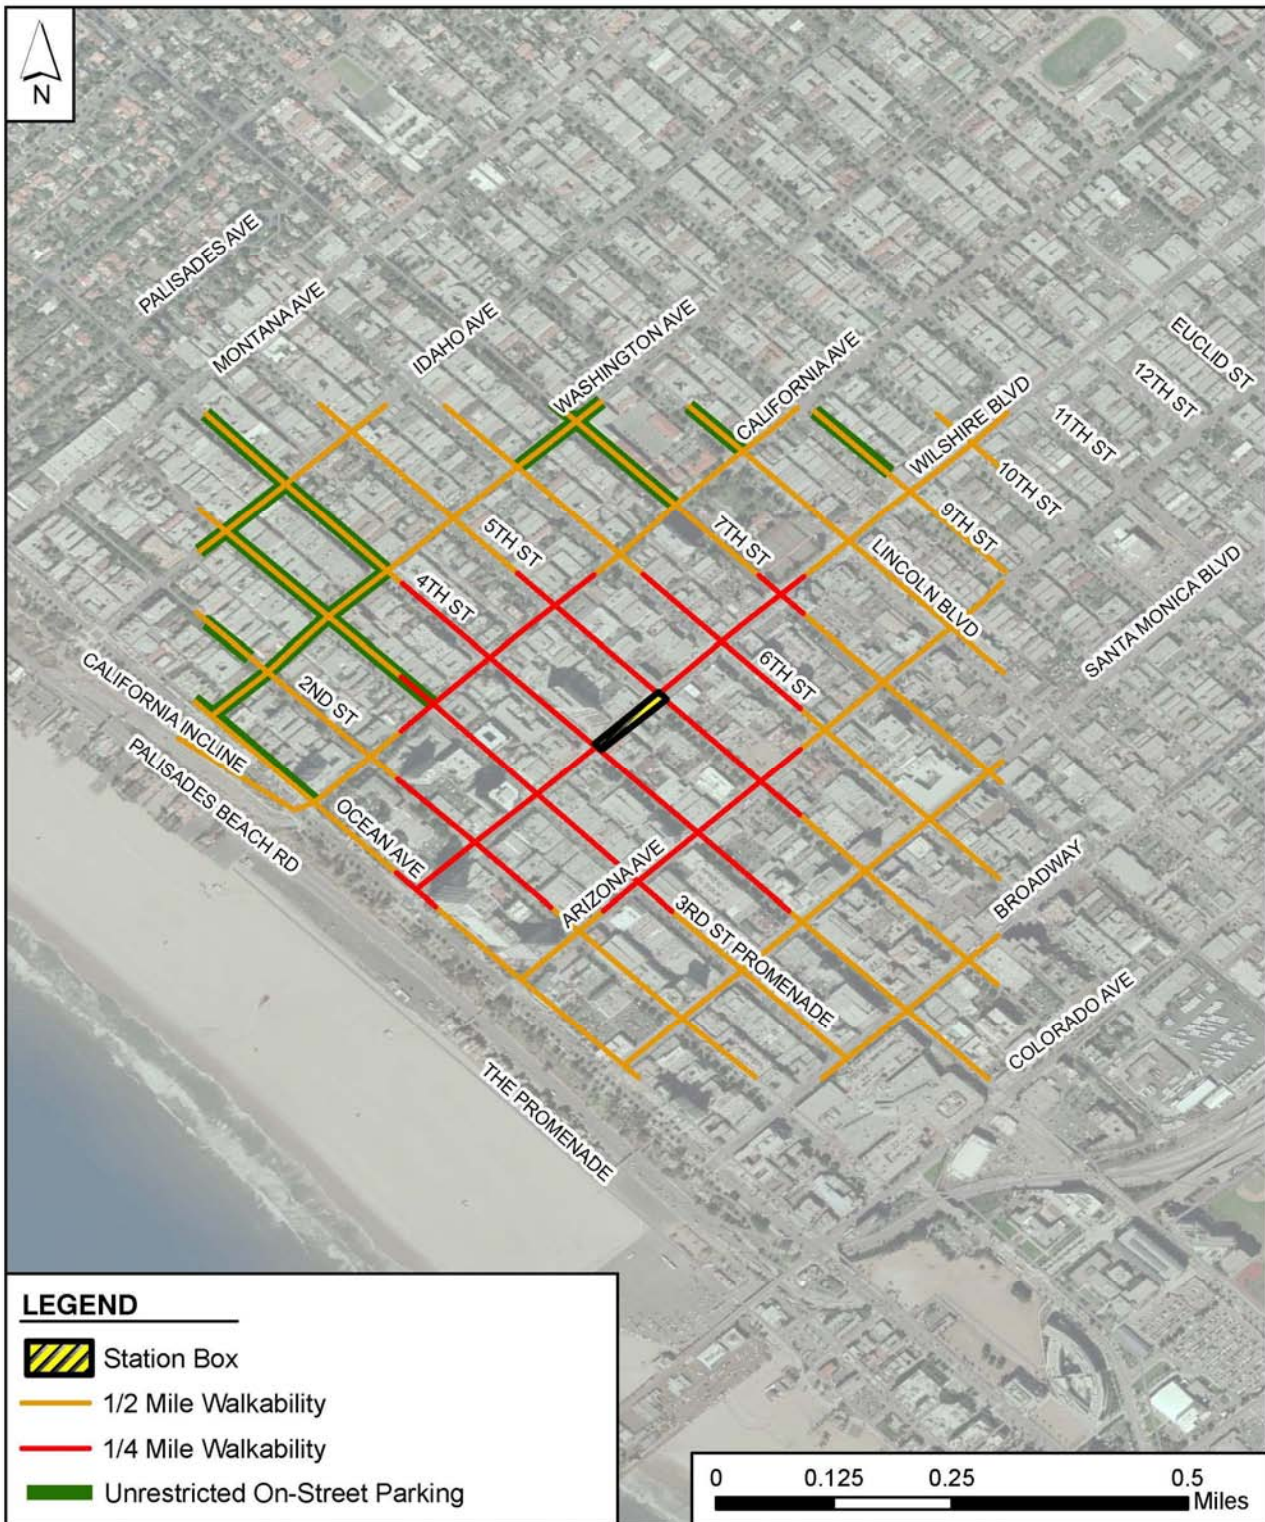 N
PALISADES AVE
MONTANA AVE
IDAHO AVE
WASHINGTON AVE
CALIFORNIA AVE
WILSHIRE BLVD
EUCLID ST
12TH ST
11TH ST
10TH ST
9TH ST
LINCOLN BLVD
7TH ST
5TH ST
4TH ST
6TH ST
SANTA MONICA BLVD
2ND ST
CALIFORNIA INCLINE
PALISADES BEACH RD
OCEAN AVE
ARIZONA AVE
3RD ST PROMENADE
BROADWAY
COLORADO AVE
THE PROMENADE
LEGEND
Station Box
1/2 Mile Walkability
1/4 Mile Walkability
Unrestricted On-Street Parking
0 0.125 0.25 0.5
Miles